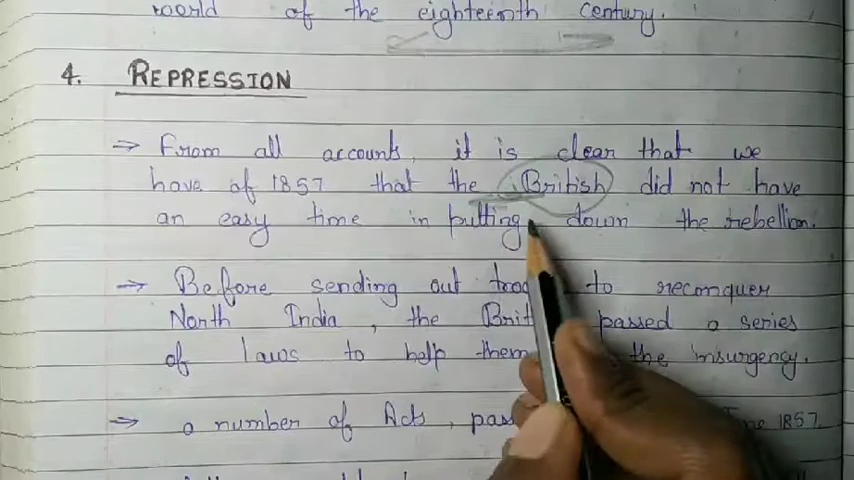 world of the eighteenth century.
4. REPRESSION
⇒ From all accounts, it is clear that we
have of 1857 that the British did not have
an easy time in putting down the rebellion.
⇒ Before sending out to reconquer
North India, the passed a series
of laws to help them the insurgency.
⇒ a number of Acts, 1857